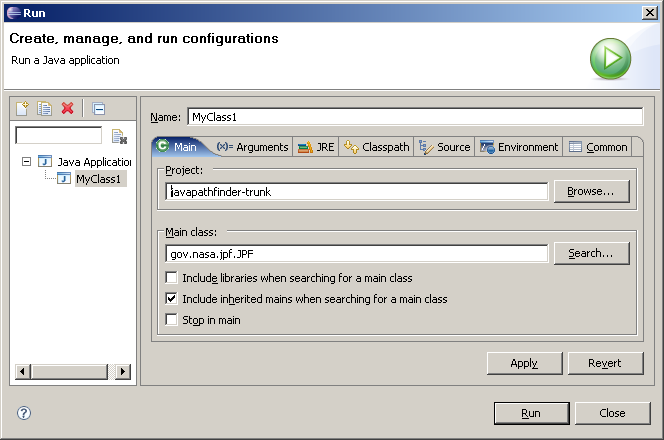 Run
Create, manage, and run configurations
Run a Java application
Name: MyClass1
Main (x)= Arguments JRE Classpath Source Environment Common
Java Application
MyClass1
Project:
javapathfinder-trunk
Browse...
Main class:
gov.nasa.jpf.JPF
Search...
Include libraries when searching for a main class
Include inherited mains when searching for a main class
Stop in main
Apply Revert
? Run Close